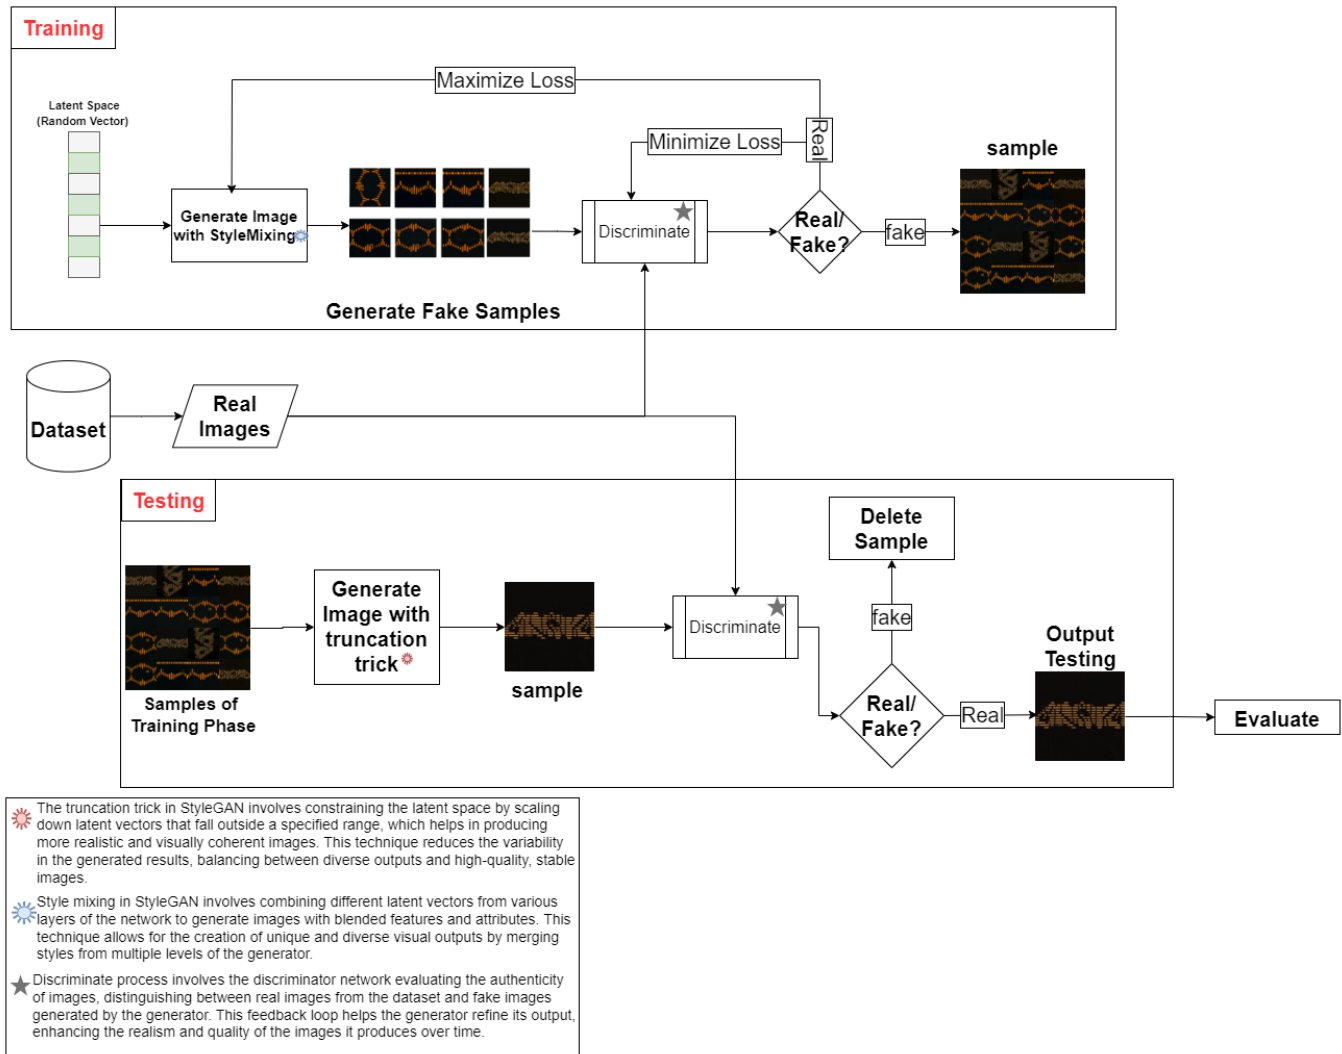 Training
Maximize Loss
Latent Space
(Random Vector)
Real
Minimize Loss
sample
Generate Image
with StyleMixing
Discriminate
Real/
Fake?
fake
Generate Fake Samples
Dataset
Real
Images
Testing
Delete
Sample
Generate
Image with
truncation
trick
fake
Discriminate
Output
Testing
sample
Samples of
Training Phase
Real/
Fake?
Real
Evaluate
The truncation trick in StyleGAN involves constraining the latent space by scaling
down latent vectors that fall outside a specified range, which helps in producing
more realistic and visually coherent images. This technique reduces the variability
in the generated results, balancing between diverse outputs and high-quality, stable
images.
Style mixing in StyleGAN involves combining different latent vectors from various
layers of the network to generate images with blended features and attributes. This
technique allows for the creation of unique and diverse visual outputs by merging
styles from multiple levels of the generator.
Discriminate process involves the discriminator network evaluating the authenticity
of images, distinguishing between real images from the dataset and fake images
generated by the generator. This feedback loop helps the generator refine its output,
enhancing the realism and quality of the images it produces over time.